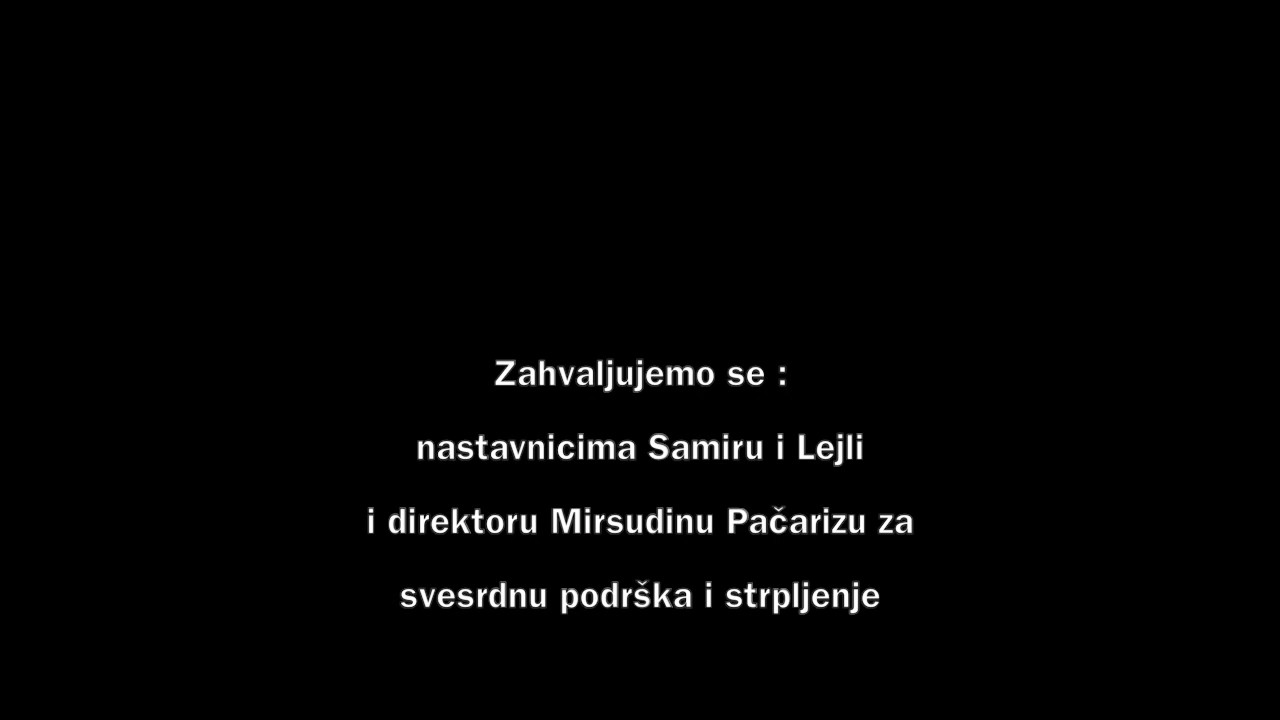 Zahvaljujemo se :
nastavnicima Samiru i Lejli
i direktoru Mirsudinu Pačarizu za
svesrdnu podrška i strpljenje